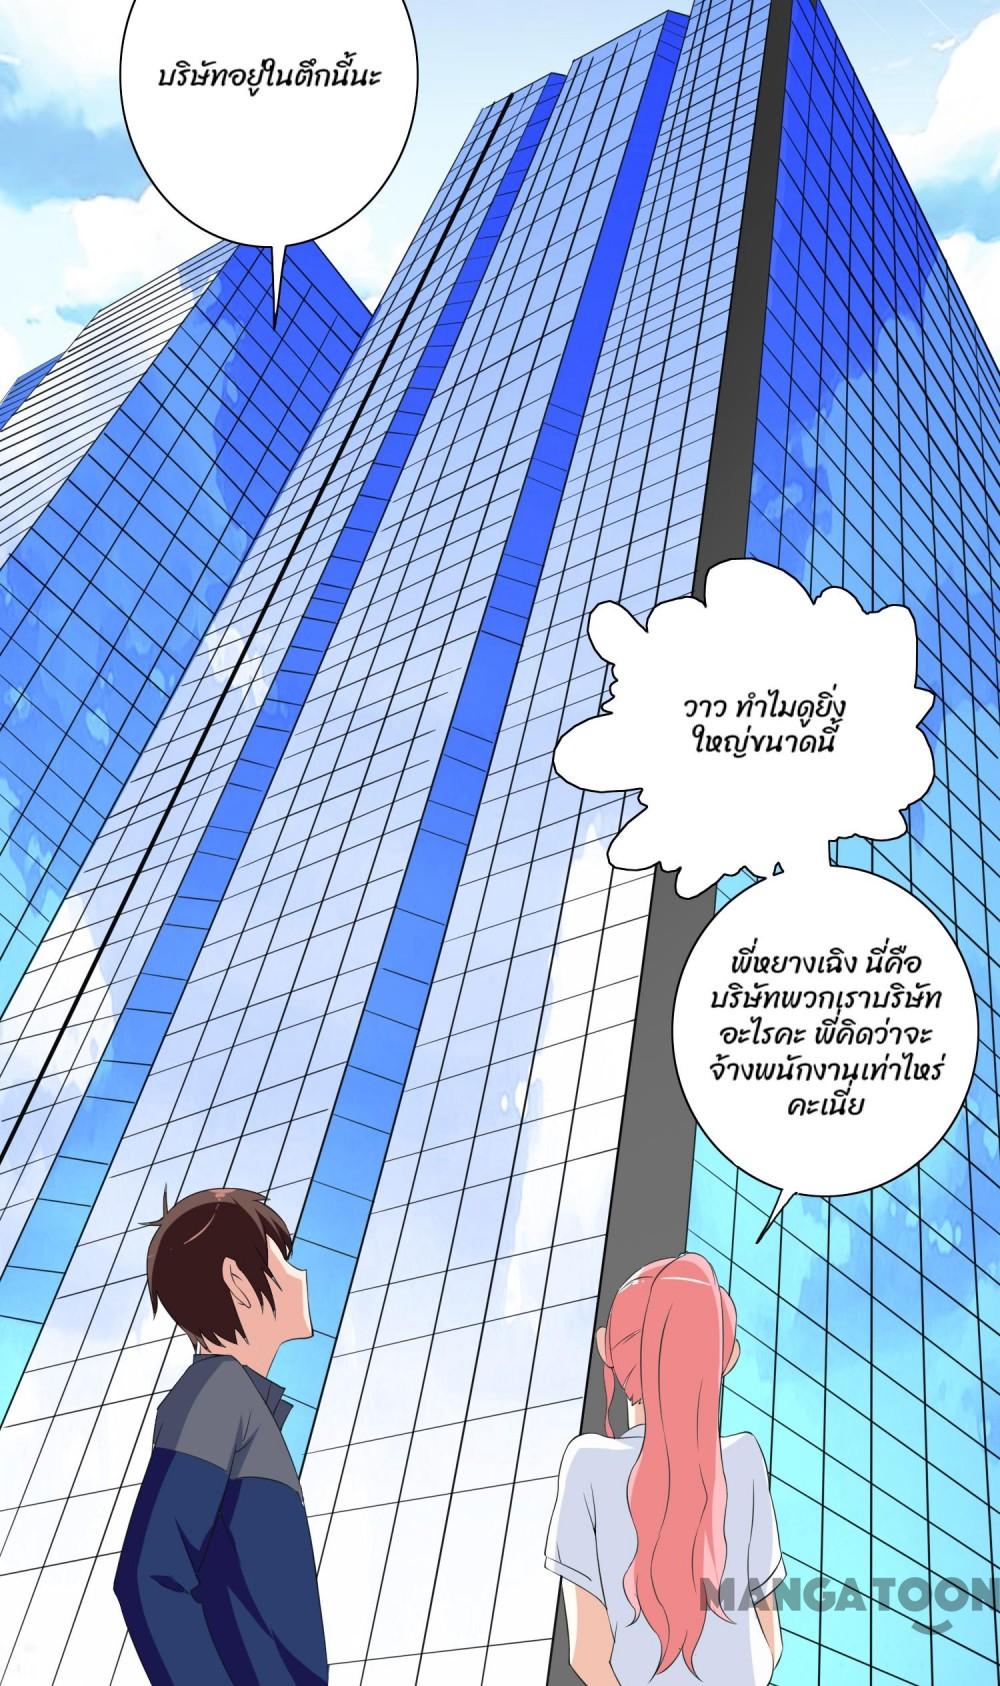 บริษัทอยู่ในตึกนี้นะ
วาว ทำไมดูยิ่ง
ใหญ่ขนาดนี้
พี่หยางเฉิง นี่คือ
บริษัทพวกเราบริษัท
อะไรคะ พี่คิดว่าจะ
จ้างพนักงานเท่าไหร่
คะเนี่ย
MANGATOON